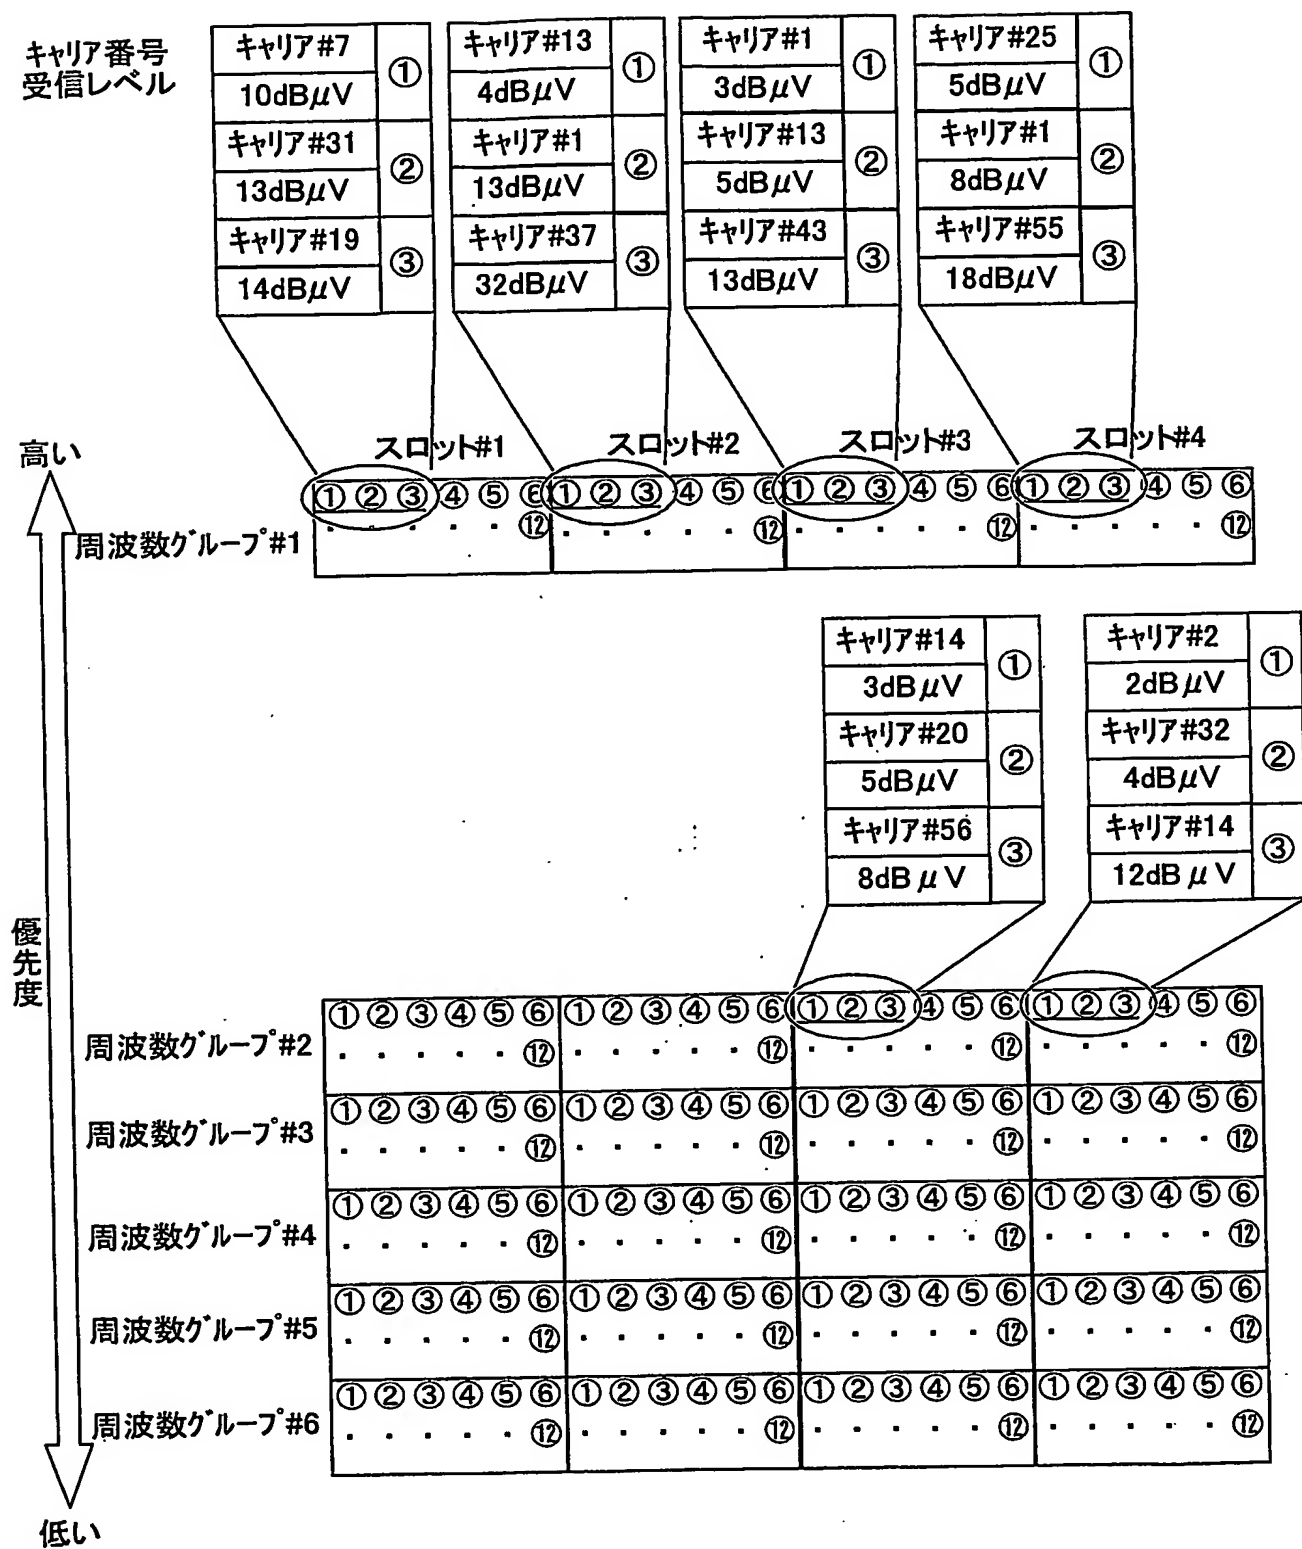 キャリア番号
受信レベル
キャリア#7
10dBμV
①
キャリア#31
13dBμV
②
キャリア#19
14dBμV
③
キャリア#13
4dBμV
①
キャリア#1
13dBμV
②
キャリア#37
32dBμV
③
キャリア#1
3dBμV
①
キャリア#13
5dBμV
②
キャリア#43
13dBμV
③
キャリア#25
5dBμV
①
キャリア#1
8dBμV
②
キャリア#55
18dBμV
③
高い
スロット#1 スロット#2 スロット#3 スロット#4
①②③④⑤⑥①②③④⑤⑥①②③④⑤⑥①②③④⑤⑥
周波数グループ#1
・・・・・⑫・・・・・⑫・・・・・⑫・・・・・⑫
キャリア#14
3dBμV
①
キャリア#20
5dBμV
②
キャリア#56
8dBμV
③
キャリア#2
2dBμV
①
キャリア#32
4dBμV
②
キャリア#14
12dBμV
③
優先度
①②③④⑤⑥①②③④⑤⑥①②③④⑤⑥①②③④⑤⑥
周波数グループ#2
・・・・・⑫・・・・・⑫・・・・・⑫・・・・・⑫
①②③④⑤⑥①②③④⑤⑥①②③④⑤⑥①②③④⑤⑥
周波数グループ#3
・・・・・⑫・・・・・⑫・・・・・⑫・・・・・⑫
①②③④⑤⑥①②③④⑤⑥①②③④⑤⑥①②③④⑤⑥
周波数グループ#4
・・・・・⑫・・・・・⑫・・・・・⑫・・・・・⑫
①②③④⑤⑥①②③④⑤⑥①②③④⑤⑥①②③④⑤⑥
周波数グループ#5
・・・・・⑫・・・・・⑫・・・・・⑫・・・・・⑫
①②③④⑤⑥①②③④⑤⑥①②③④⑤⑥①②③④⑤⑥
周波数グループ#6
・・・・・⑫・・・・・⑫・・・・・⑫・・・・・⑫
低い